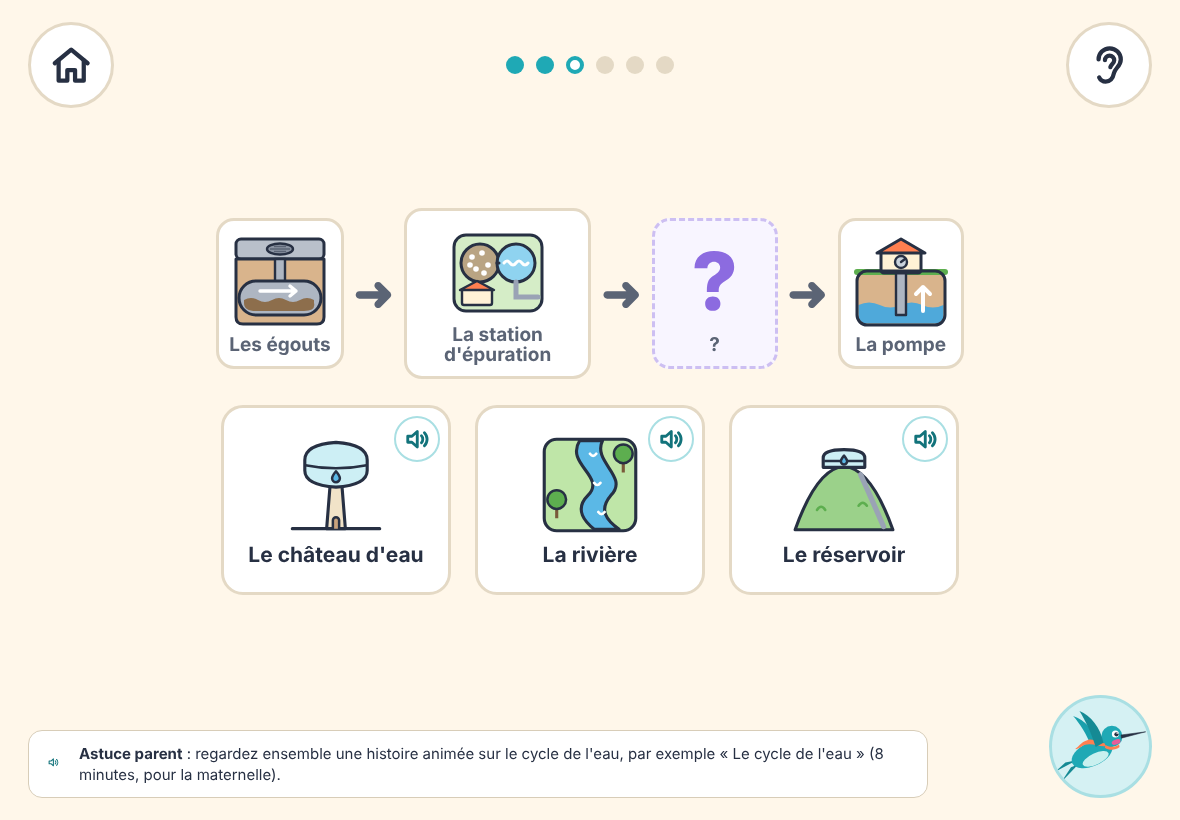 Les égouts
La station
d'épuration
?
?
La pompe
Le château d'eau
La rivière
Le réservoir
Astuce parent : regardez ensemble une histoire animée sur le cycle de l'eau, par exemple « Le cycle de l'eau » (8
minutes, pour la maternelle).